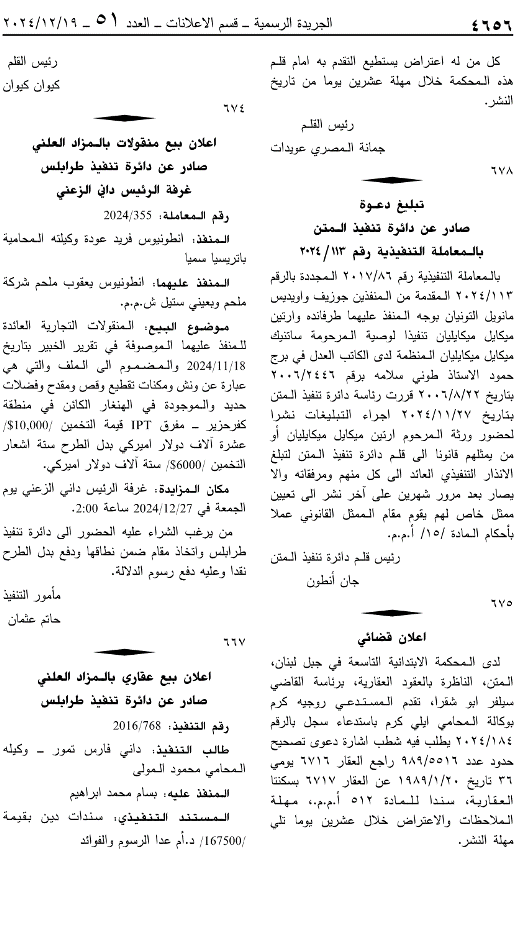 ٤٦٥٦
الجريدة الرسمية – قسم الاعلانات – العدد ٥١ – ٢٠٢٤/١٢/١٩
كل من له اعتراض يستطيع التقدم به امام قلم
هذه المحكمة خلال مهلة عشرين يوما من تاريخ
النشر.
رئيس القلم
جمانة المصري عويدات
٦٧٨
تبليغ دعوة
صادر عن دائرة تنفيذ المتن
بالمعاملة التنفيذية رقم ٢٠٢٤/١١٣
بالمعاملة التنفيذية رقم ٢٠١٧/٨٦ المجددة بالرقم
٢٠٢٤/١١٣ المقدمة من المنفذين جوزيف واويديس
مانويل التونيان بوجه المنفذ عليهما طرفانده وارتين
ميكايل ميكايليان تنفيذا لوصية المرحومة ساتنيك
ميكايل ميكايليان المنظمة لدى الكاتب العدل في برج
حمود الاستاذ طوني سلامه برقم ٢٠٠٦/٢٤٤٦
بتاريخ ٢٠٠٦/٨/٢٢ قررت رئاسة دائرة تنفيذ المتن
بتاريخ ٢٠٢٤/١١/٢٧ اجراء التبليغات نشرا
لحضور ورثة المرحوم ارتين ميكايل ميكايليان أو
من يمثلهم قانونا الى قلم دائرة تنفيذ المتن لتبلغ
الانذار التنفيذي العائد الى كل منهم ومرفقاته والا
يصار بعد مرور شهرين على آخر نشر الى تعيين
ممثل خاص لهم يقوم مقام الممثل القانوني عملا
بأحكام المادة /١٥/ أ.م.م.
رئيس قلم دائرة تنفيذ المتن
جان أنطون
٦٧٥
اعلان قضائي
لدى المحكمة الابتدائية التاسعة في جبل لبنان،
المتن، الناظرة بالعقود العقارية، برئاسة القاضي
سيلفر ابو شقرا، تقدم المستدعي روجيه كرم
بوكالة المحامي ايلي كرم باستدعاء سجل بالرقم
٢٠٢٤/١٨٤ يطلب فيه شطب اشارة دعوى تصحيح
حدود عدد ٩٨٩/٥٥١٦ راجع العقار ٦٧١٦ يومي
٣٦ تاريخ ١٩٨٩/١/٢٠ عن العقار ٦٧١٧ بسكنتا
العقارية، سندا للمادة ٥١٢ أ.م.م.، مهلة
الملاحظات والاعتراض خلال عشرين يوما تلي
مهلة النشر.
رئيس القلم
كيوان كيوان
٦٧٤
اعلان بيع منقولات بالمزاد العلني
صادر عن دائرة تنفيذ طرابلس
غرفة الرئيس داني الزعني
رقم المعاملة: 2024/355
المنفذ: انطونيوس فريد عودة وكيلته المحامية
باتريسيا سميا
المنفذ عليهما: انطونيوس يعقوب ملحم شركة
ملحم وبعيني ستيل ش.م.م.
موضوع البيع: المنقولات التجارية العائدة
للمنفذ عليهما الموصوفة في تقرير الخبير بتاريخ
2024/11/18 والمضموم الى الملف والتي هي
عبارة عن ونش ومكنات تقطيع وقص ومقدح وفضلات
حديد والموجودة في الهنغار الكائن في منطقة
كفرحزير – مفرق IPT قيمة التخمين /10,000$/
عشرة آلاف دولار اميركي بدل الطرح ستة اشعار
التخمين /6000$/ ستة آلاف دولار اميركي.
مكان المزايدة: غرفة الرئيس داني الزعني يوم
الجمعة في 2024/12/27 ساعة 2:00.
من يرغب الشراء عليه الحضور الى دائرة تنفيذ
طرابلس واتخاذ مقام ضمن نطاقها ودفع بدل الطرح
نقدا وعليه دفع رسوم الدلالة.
مأمور التنفيذ
حاتم عثمان
٦٦٧
اعلان بيع عقاري بالمزاد العلني
صادر عن دائرة تنفيذ طرابلس
رقم التنفيذ: 2016/768
طالب التنفيذ: داني فارس تمور – وكيله
المحامي محمود المولى
المنفذ عليه: بسام محمد ابراهيم
المستند التنفيذي: سندات دين بقيمة
/167500/ د.أم عدا الرسوم والفوائد